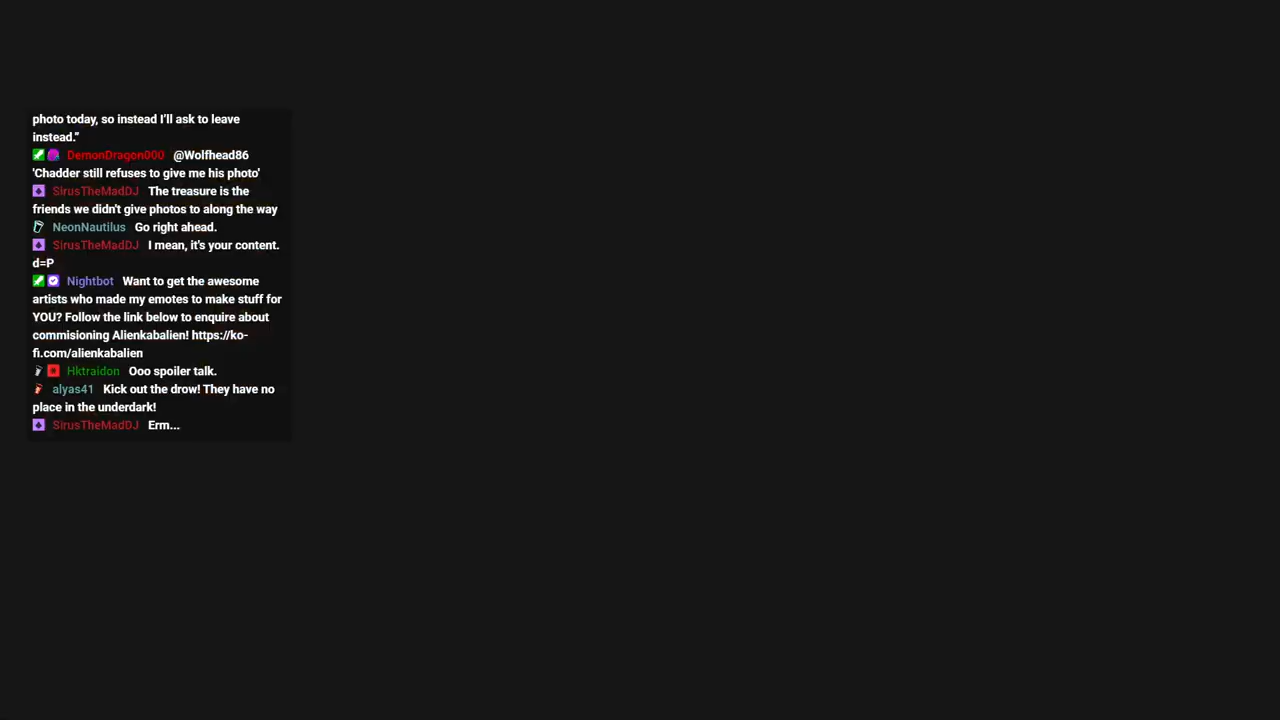 photo today, so instead I'll ask to leave
instead."
DemonDragon000 @Wolfhead86
'Chadder still refuses to give me his photo'
SirusTheMadDJ The treasure is the
friends we didn't give photos to along the way
NeonNautilus Go right ahead.
SirusTheMadDJ I mean, it's your content.
d=P
Nightbot Want to get the awesome
artists who made my emotes to make stuff for
YOU? Follow the link below to enquire about
commisioning Alienkabalien! https://ko-
fi.com/alienkabalien
Hktraidon Ooo spoiler talk.
alyas41 Kick out the drow! They have no
place in the underdark!
SirusTheMadDJ Erm...